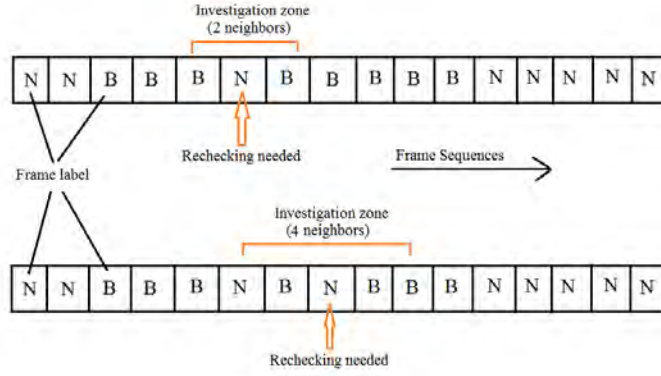 Investigation zone
(2 neighbors)
N N B B B N B B B B B N N N N N
Rechecking needed
Frame Sequences
Frame label
Investigation zone
(4 neighbors)
N N B B B N B N B B B N N N N N
Rechecking needed